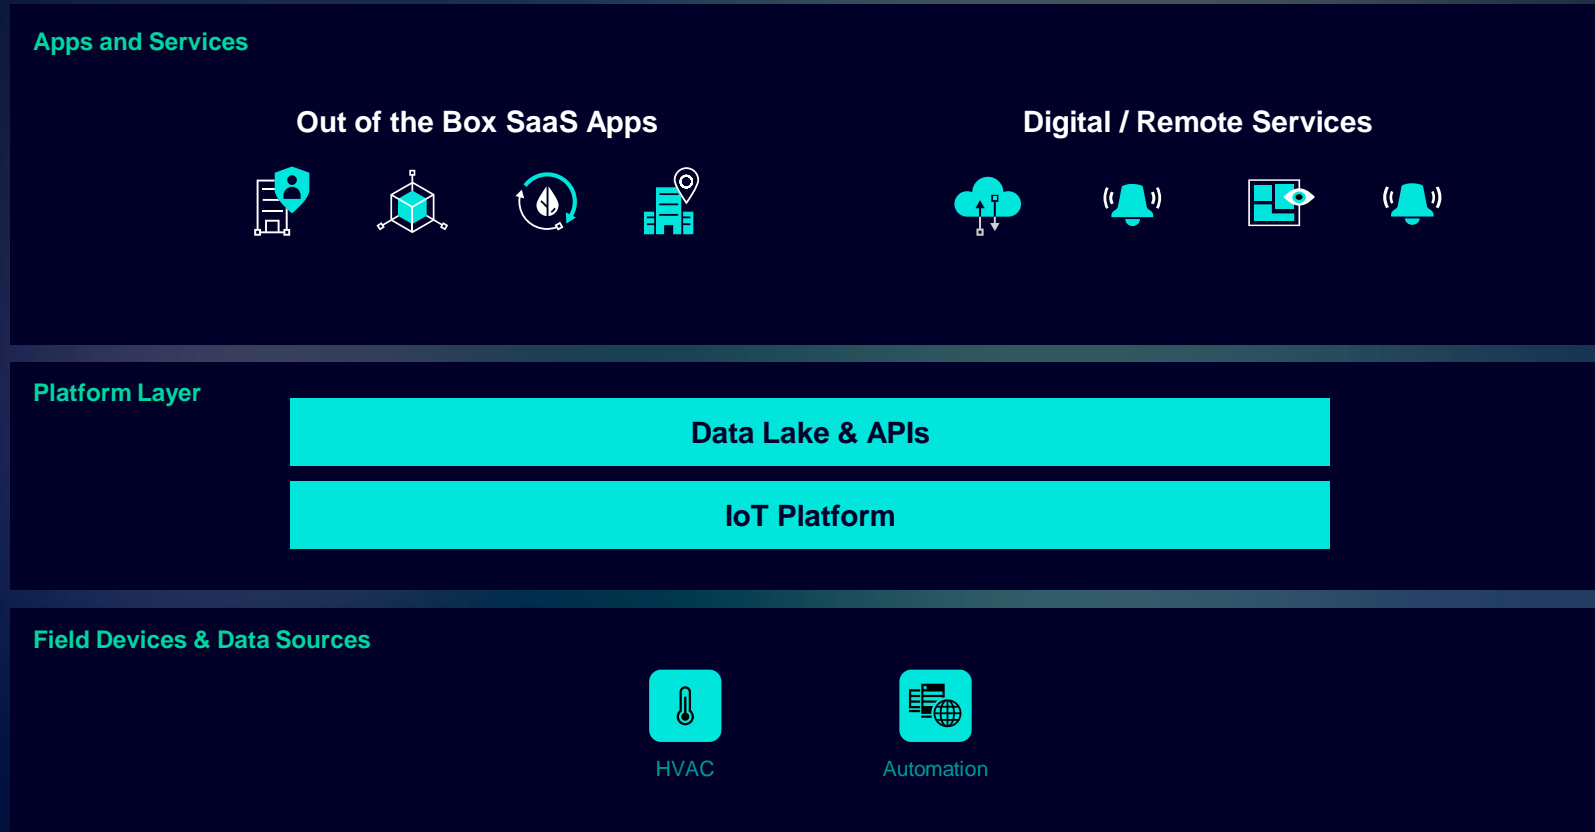 Apps and Services
Out of the Box SaaS Apps
Digital / Remote Services
Platform Layer
Data Lake & APIs
IoT Platform
Field Devices & Data Sources
HVAC
Automation